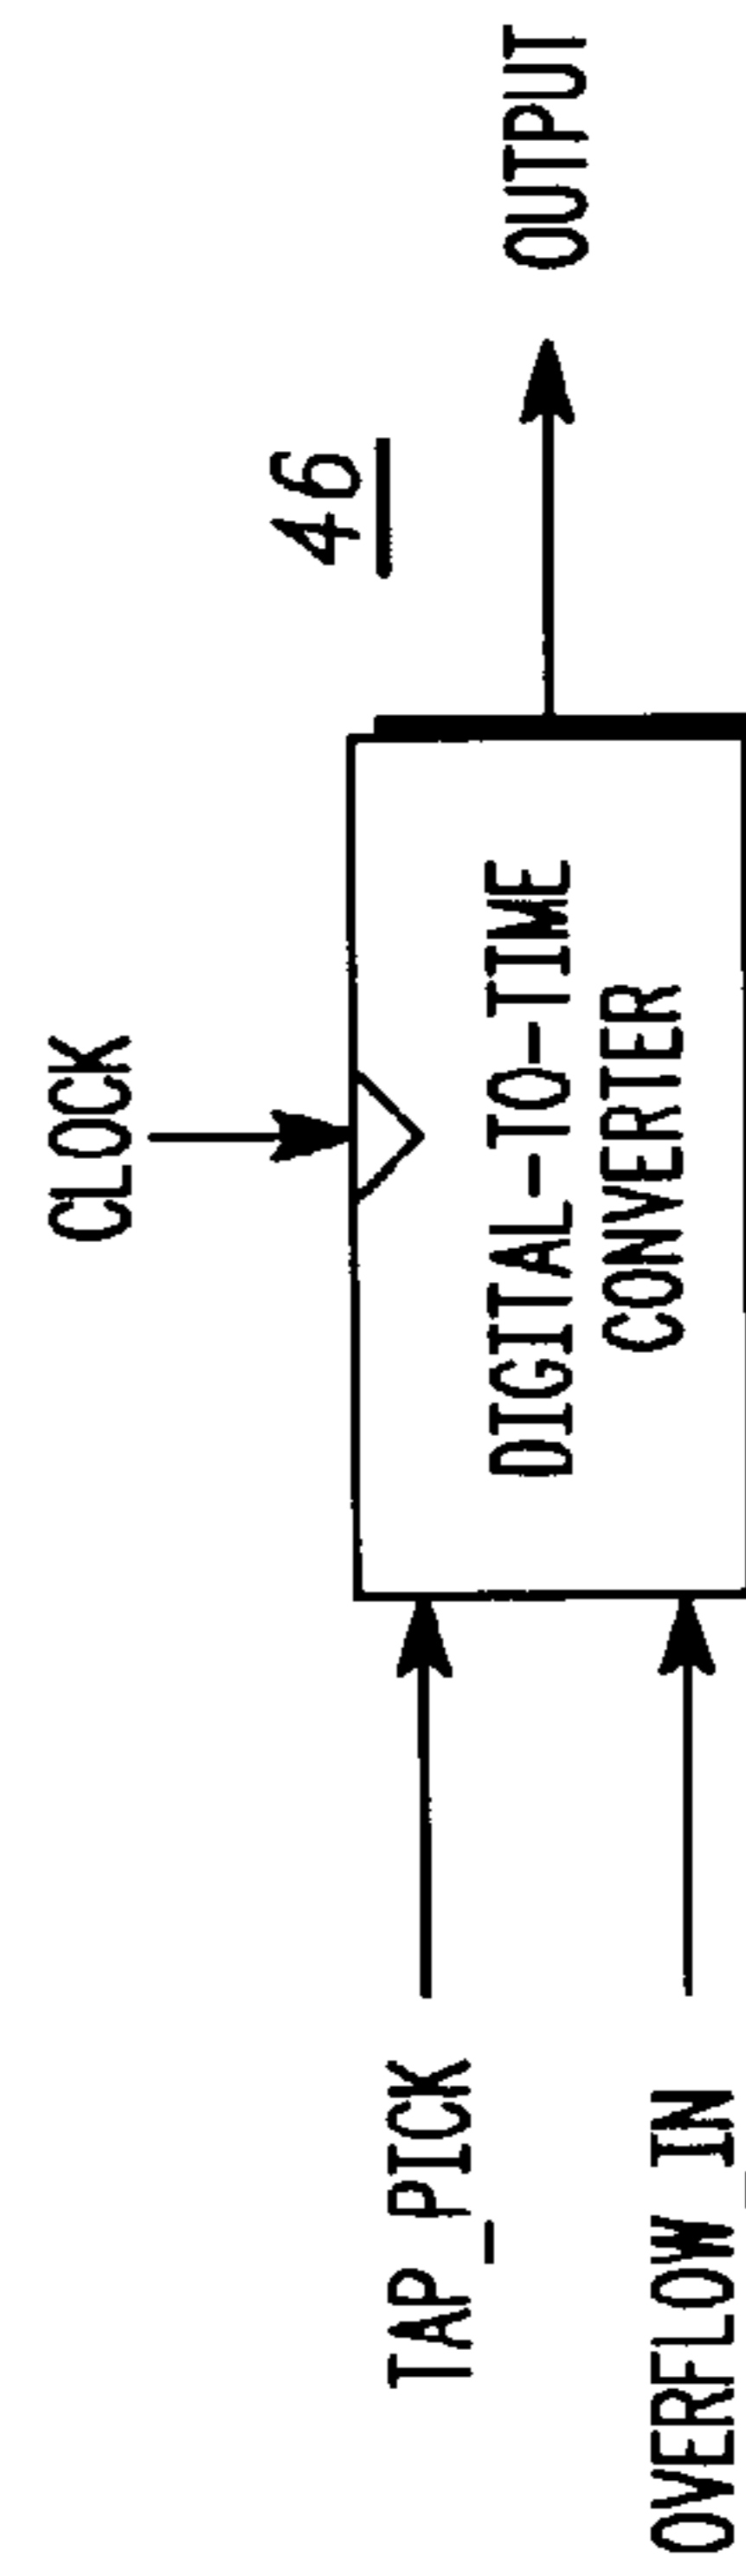 CLOCK
46
OUTPUT
TAP_PICK
DIGITAL-TO-TIME
CONVERTER
OVERFLOW_IN